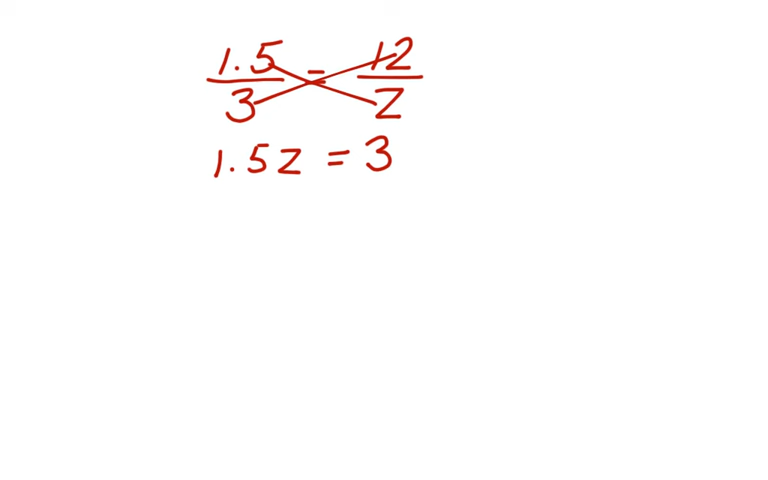 1.5/3 = 12/z
1.5z = 3